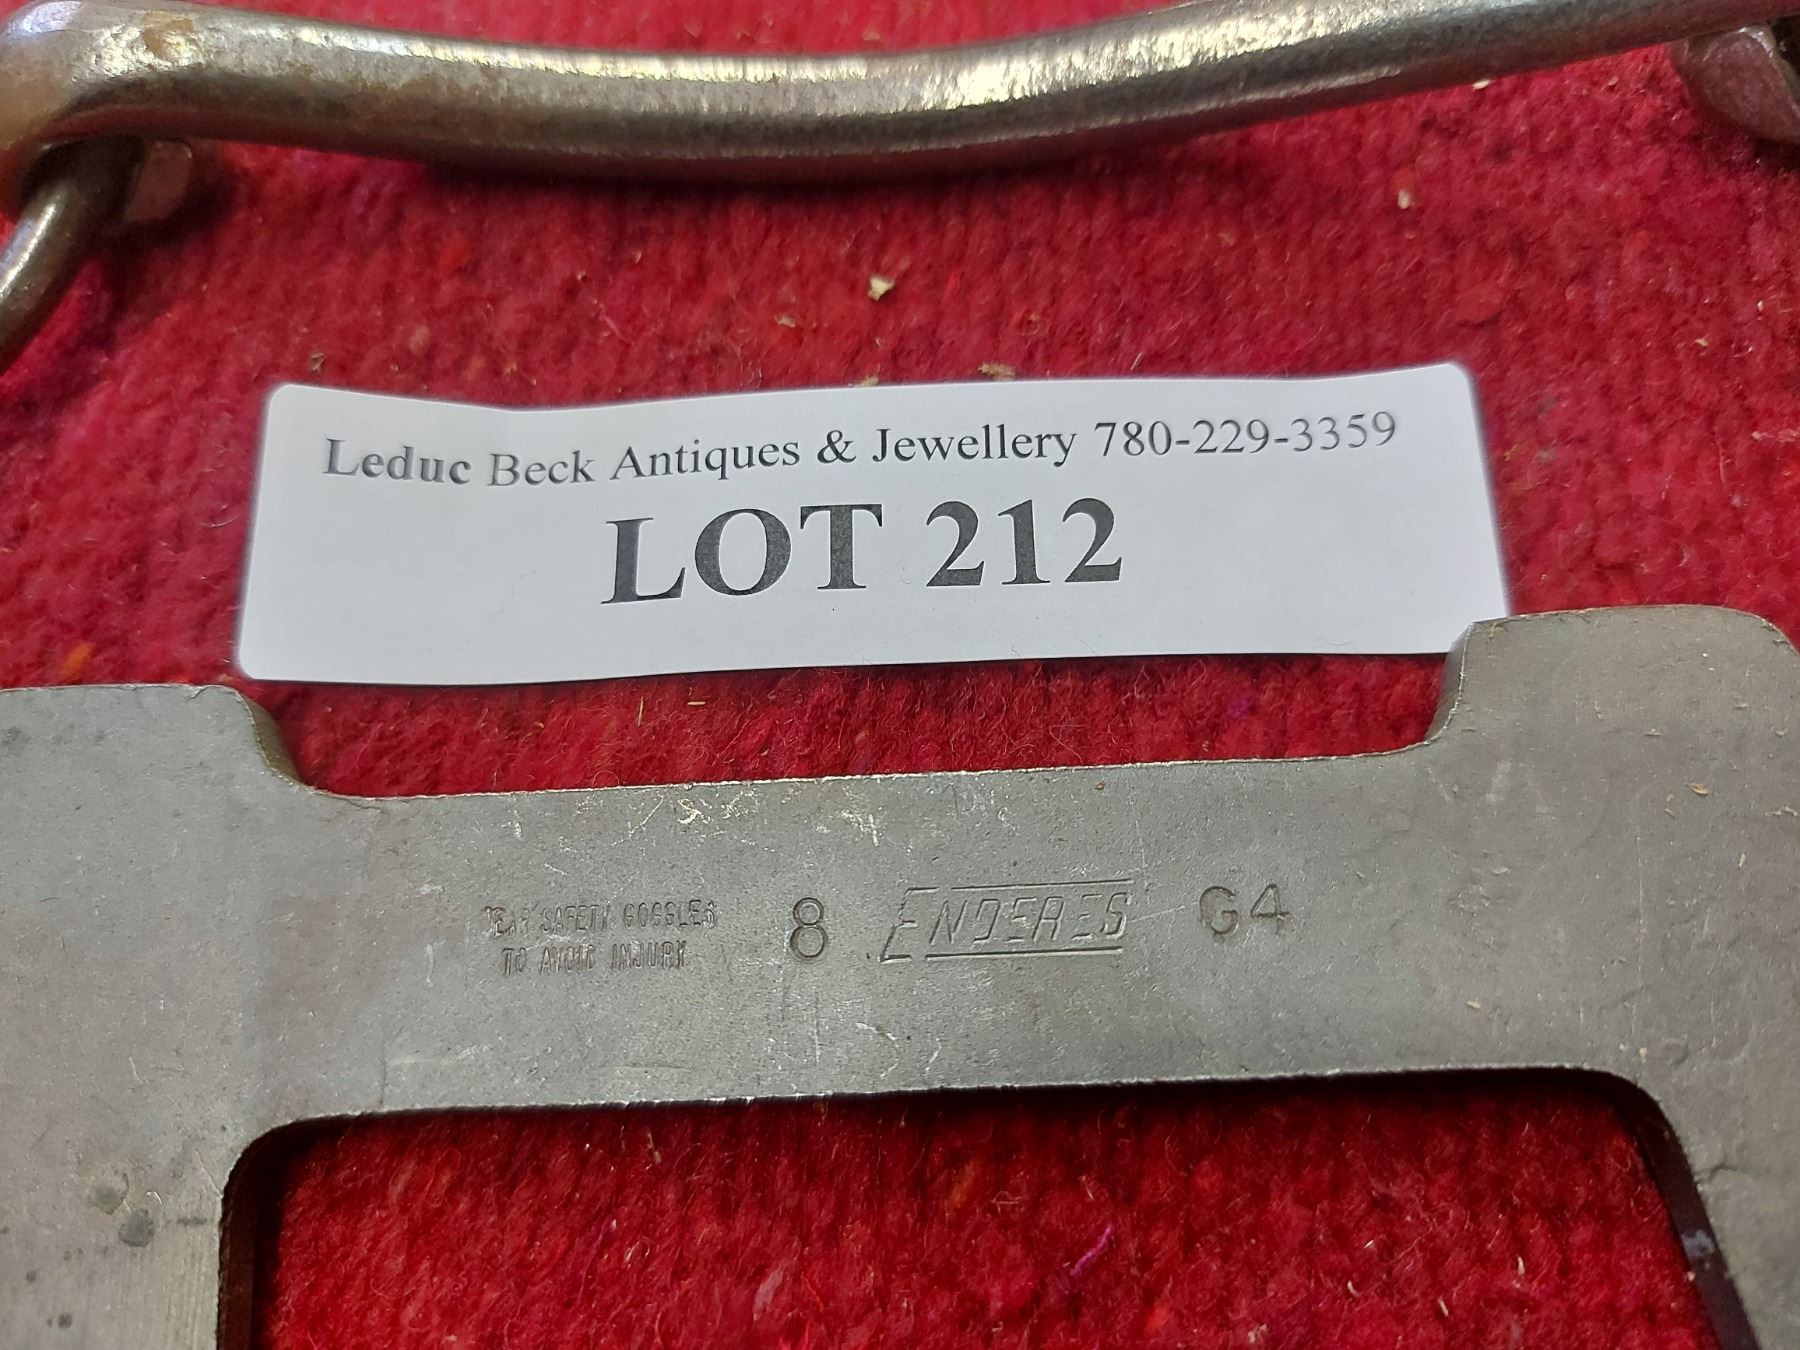 Leduc Beck Antiques & Jewellery 780-229-3359
LOT 212
WEAR SAFETY GOGGLES
TO AVOID INJURY
8 ENDERES G4